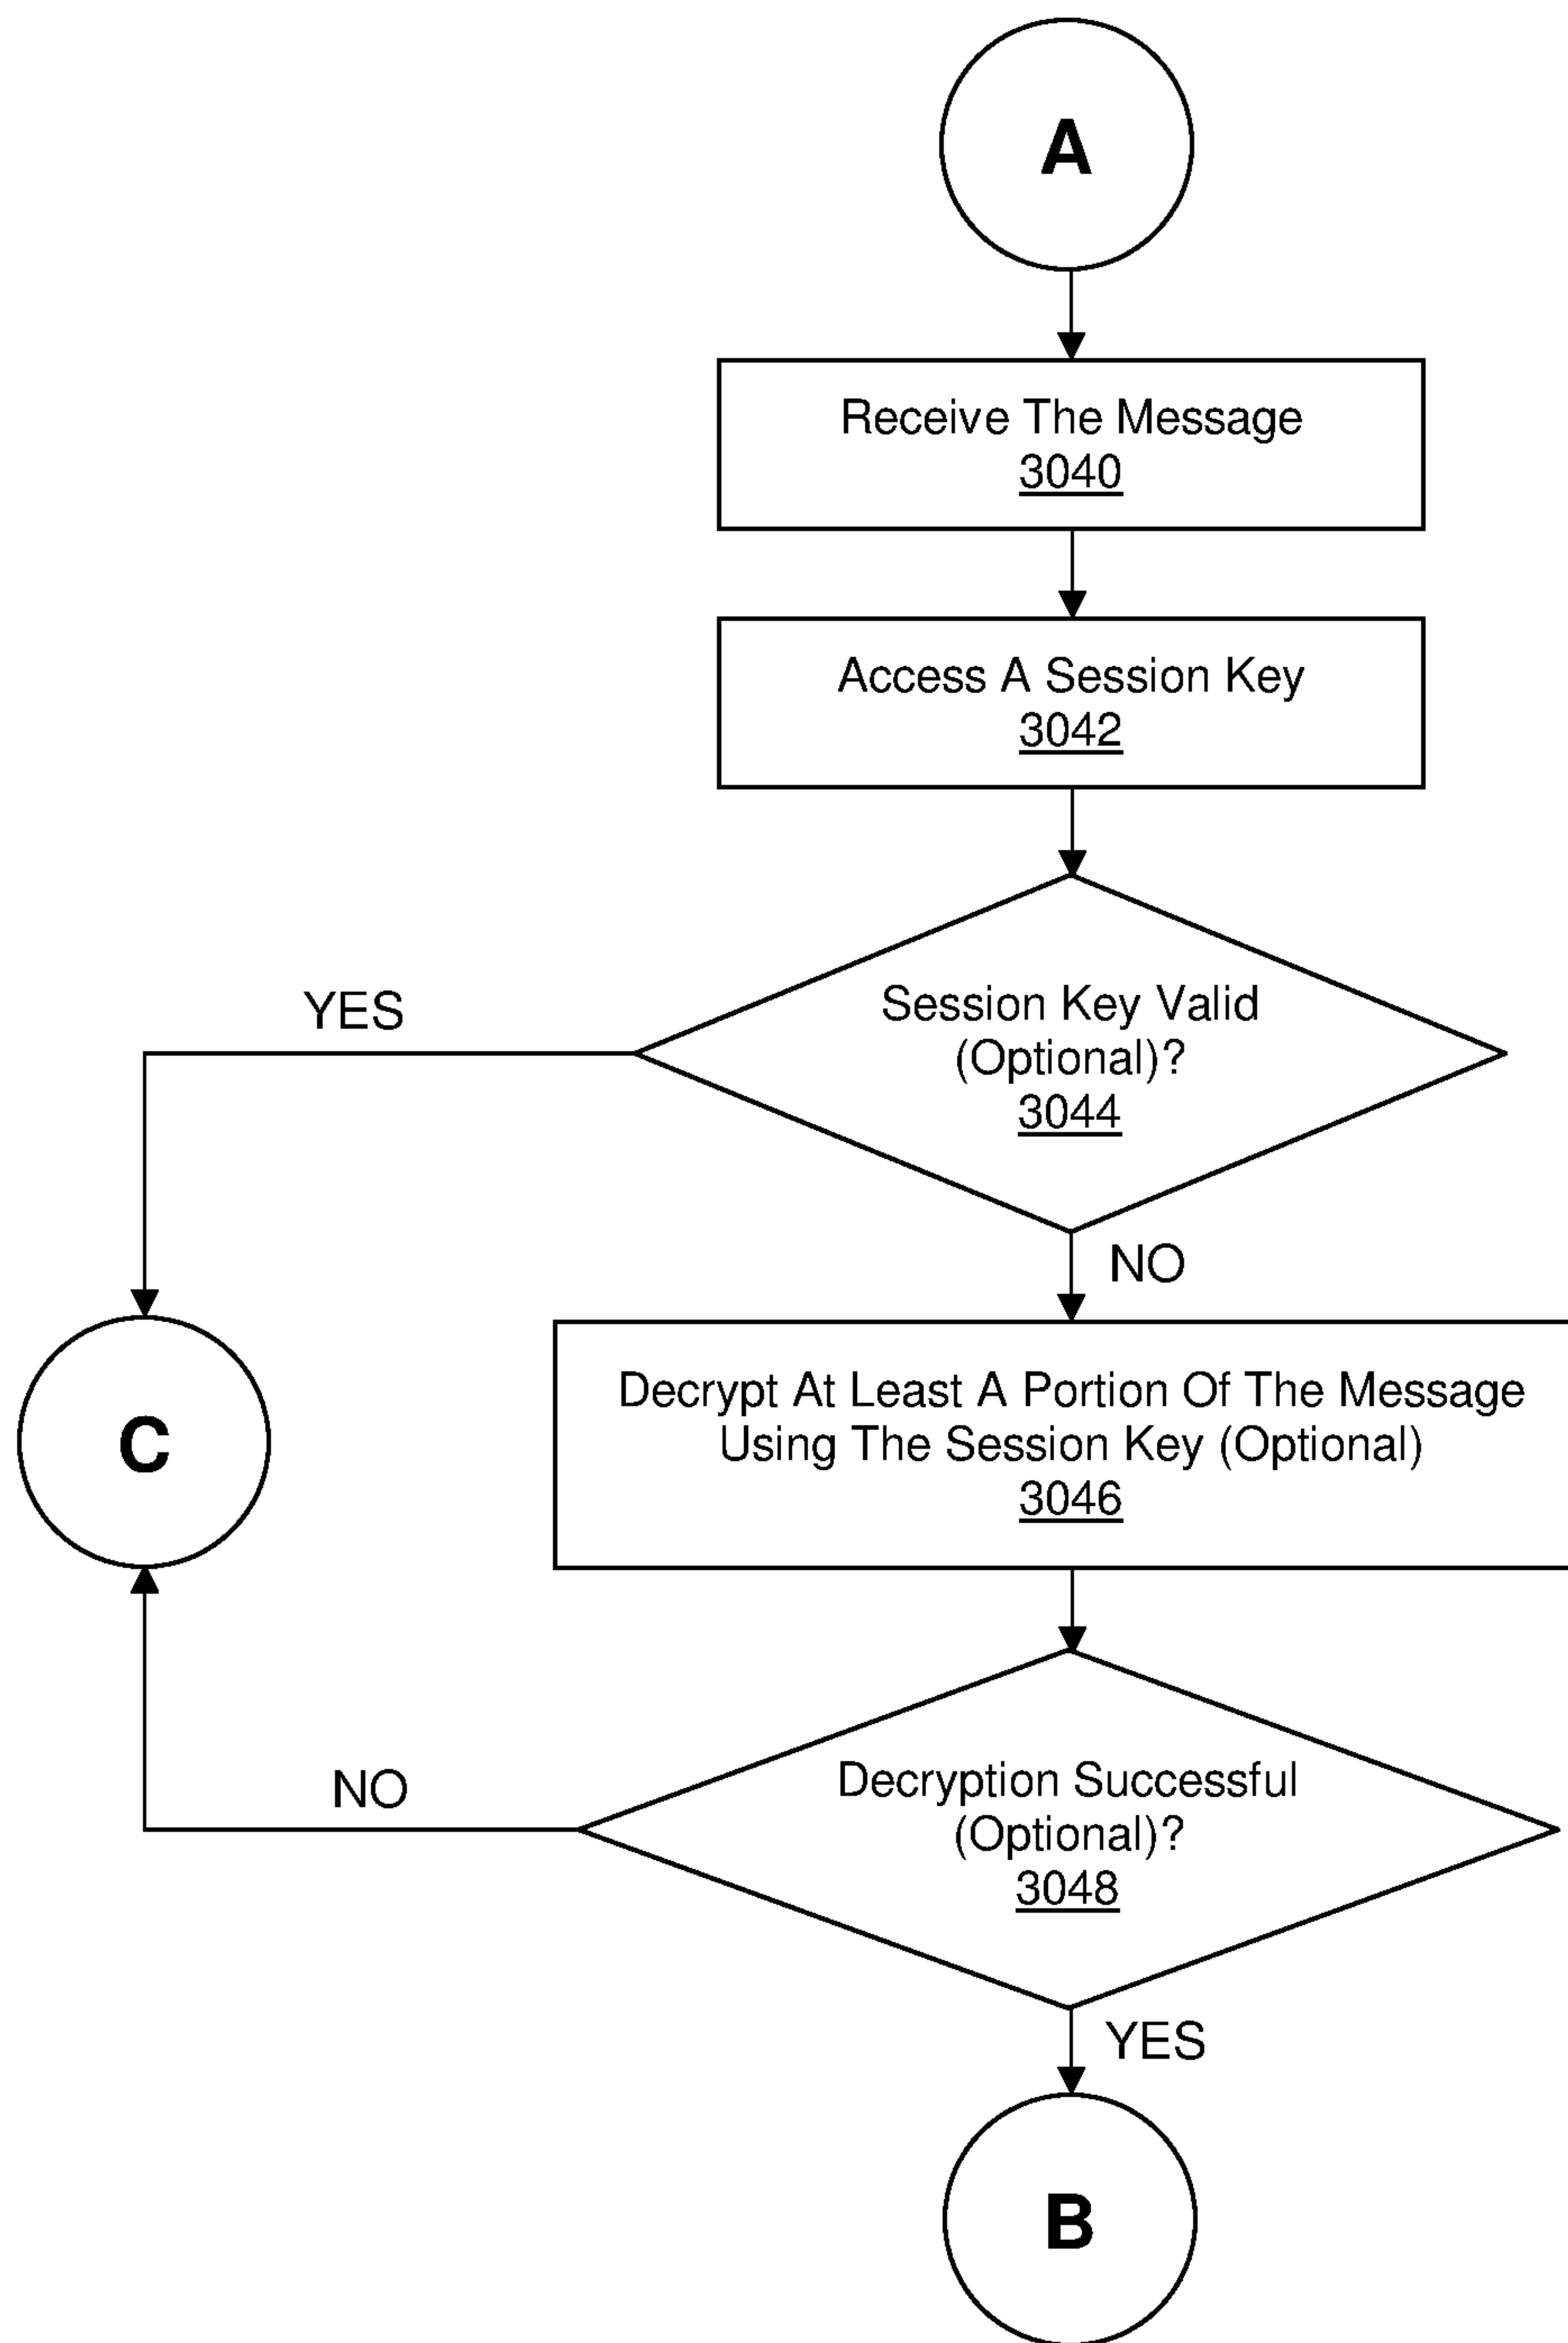 A
Receive The Message
3040
Access A Session Key
3042
Session Key Valid
(Optional)?
3044
YES
NO
Decrypt At Least A Portion Of The Message
Using The Session Key (Optional)
3046
C
Decryption Successful
(Optional)?
3048
NO
YES
B